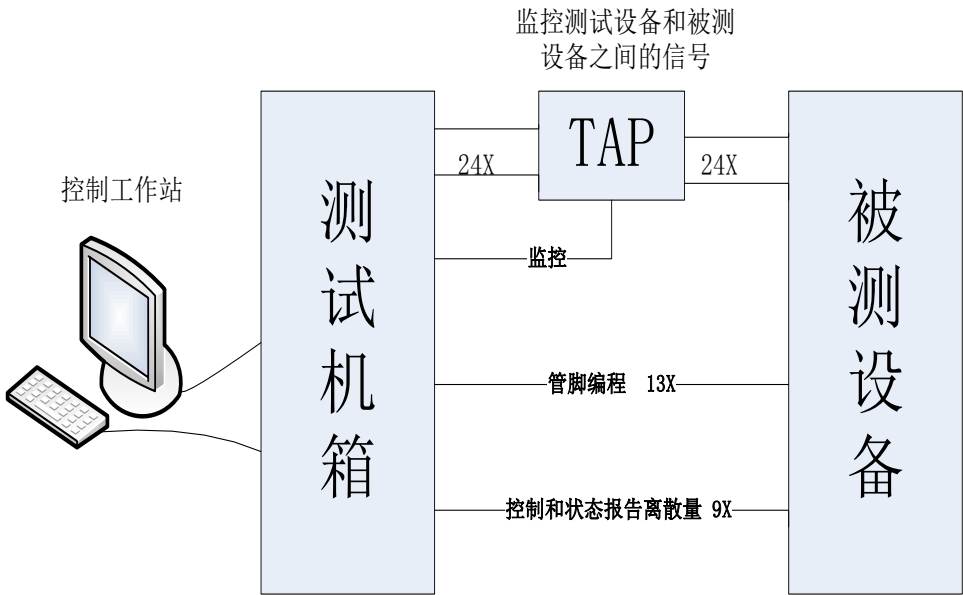 监控测试设备和被测
设备之间的信号
控制工作站
测试机箱
24X
TAP
24X
被测设备
监控
管脚编程 13X
控制和状态报告离散量 9X